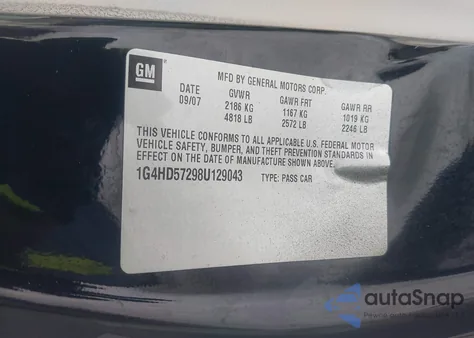 GM
MFD BY GENERAL MOTORS CORP.
DATE GVWR GAWR FRT GAWR RR
09/07 2186 KG 1167 KG 1019 KG
4818 LB 2572 LB 2246 LB
THIS VEHICLE CONFORMS TO ALL APPLICABLE U.S. FEDERAL MOTOR
VEHICLE SAFETY, BUMPER, AND THEFT PREVENTION STANDARDS IN
EFFECT ON THE DATE OF MANUFACTURE SHOWN ABOVE.
1G4HD57298U129043 TYPE: PASS CAR
autoSnap